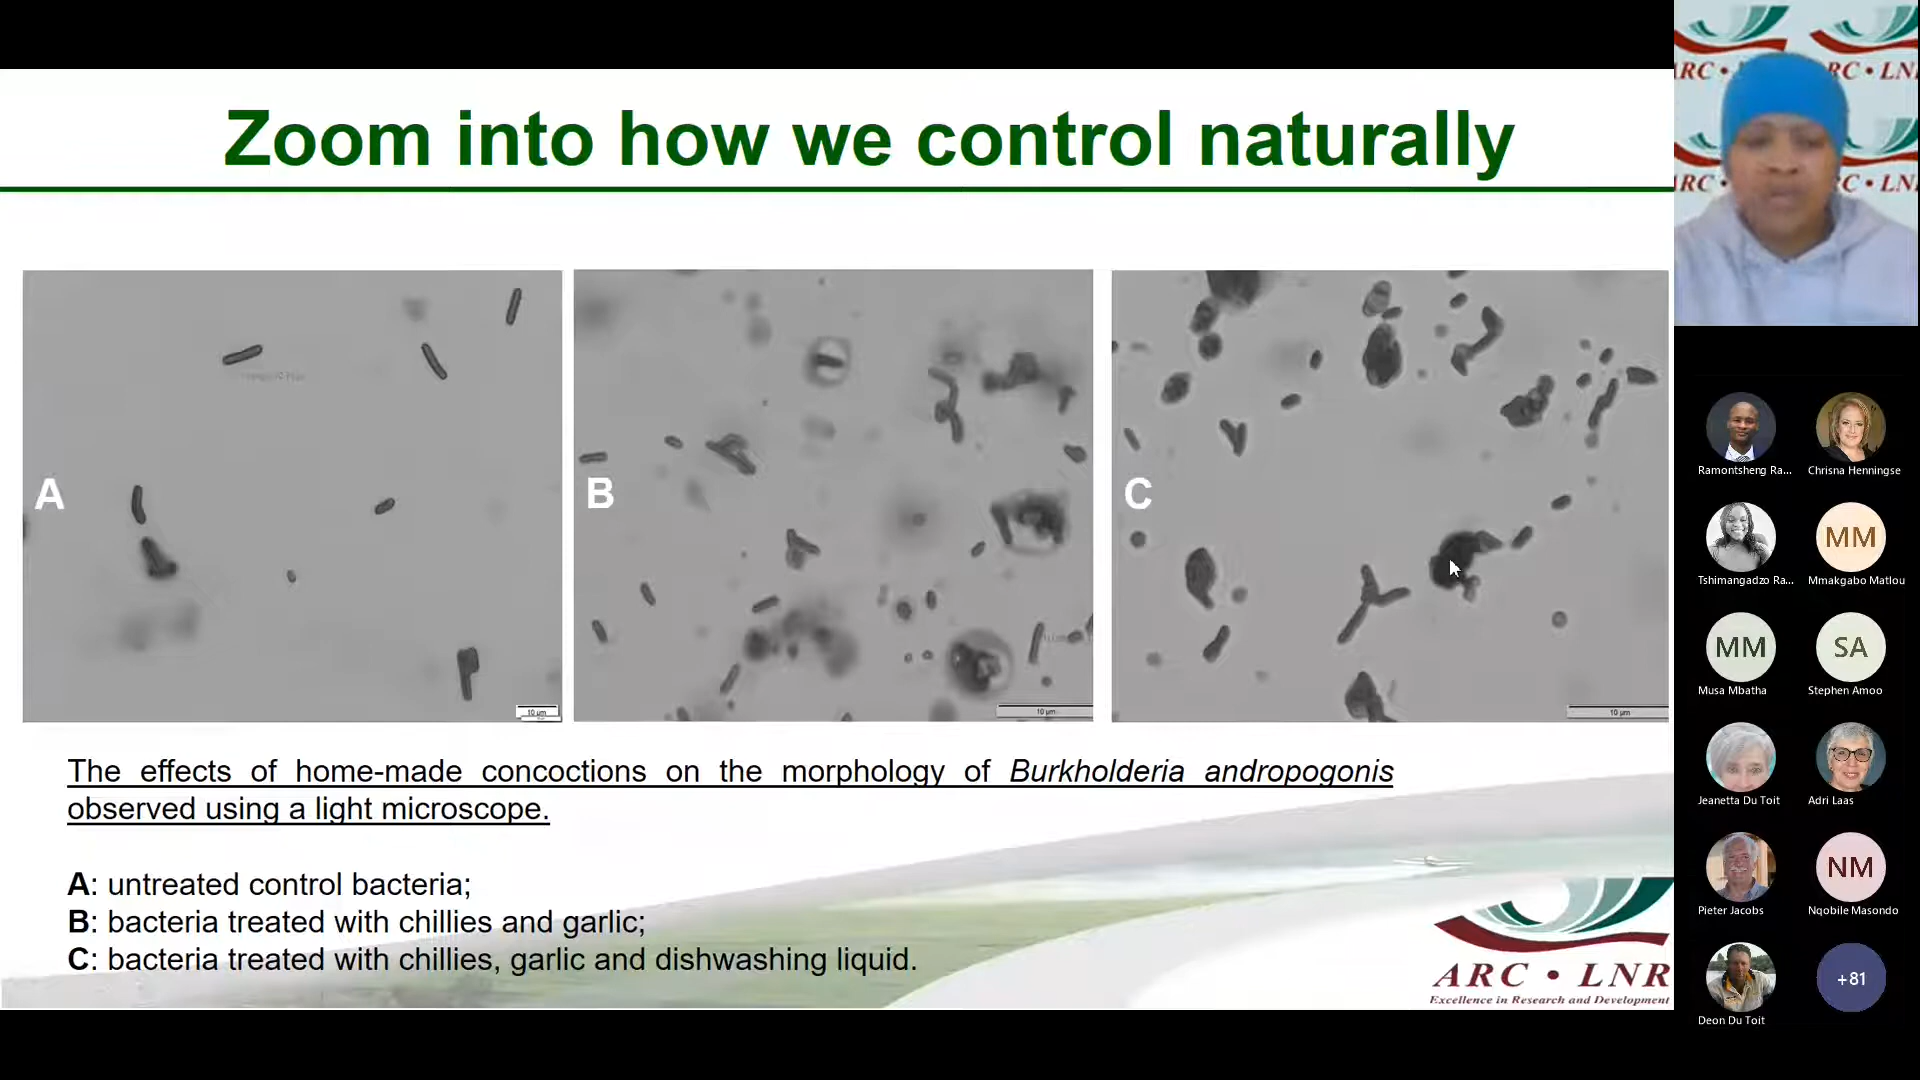 Zoom into how we control naturally
A
B
C
10 µm
10 µm
10 µm
The effects of home-made concoctions on the morphology of Burkholderia andropogonis
observed using a light microscope.
A: untreated control bacteria;
B: bacteria treated with chillies and garlic;
C: bacteria treated with chillies, garlic and dishwashing liquid.
ARC • LNR
Excellence in Research and Development
Ramontsheng Ra...
Chrisna Henningse
Tshimangadzo Ra...
MM
Mmakgabo Matlou
MM
Musa Mbatha
SA
Stephen Amoo
Jeanetta Du Toit
Adri Laas
Pieter Jacobs
NM
Nqobile Masondo
Deon Du Toit
+81